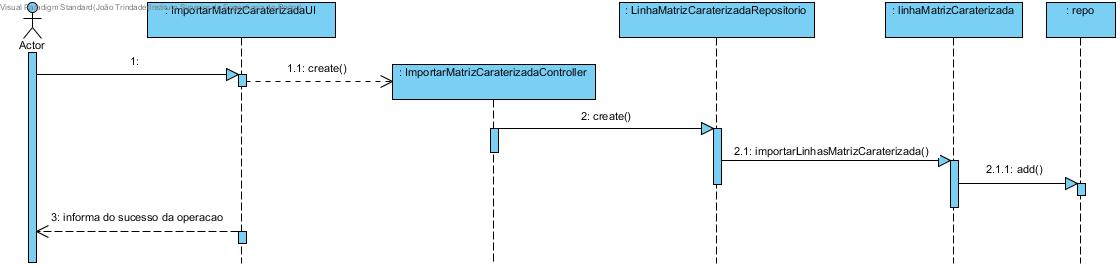 Visual Paradigm Standard(João Trindade
: ImportarMatrizCaraterizadaUI
: LinhaMatrizCaraterizadaRepositorio
: linhaMatrizCaraterizada
: repo
Actor
1:
1.1: create()
: ImportarMatrizCaraterizadaController
2: create()
2.1: importarLinhasMatrizCaraterizada()
2.1.1: add()
3: informa do sucesso da operacao